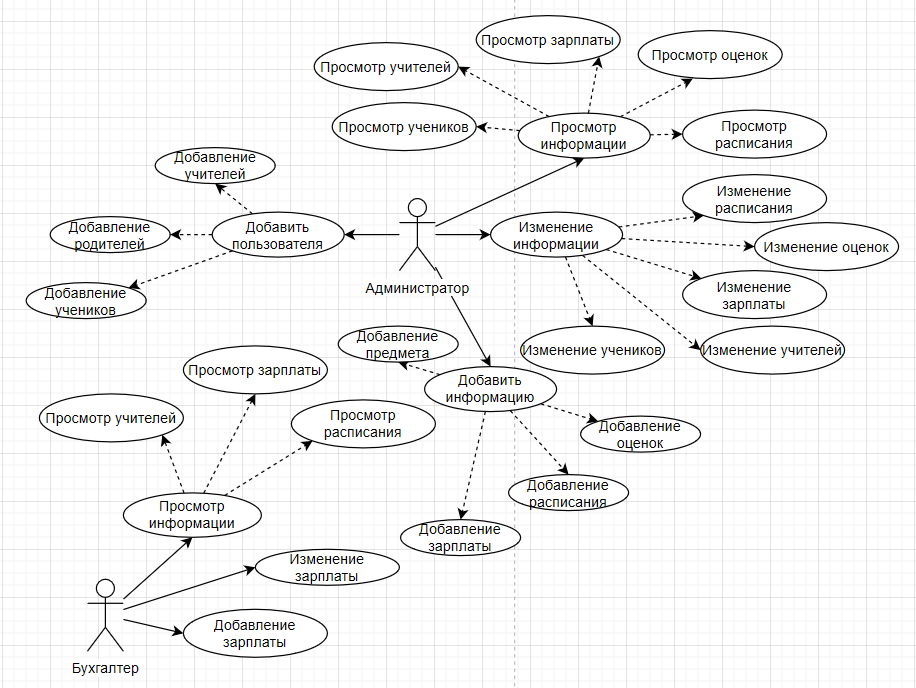 Просмотр зарплаты
Просмотр учителей
Просмотр оценок
Просмотр учеников
Просмотр
информации
Просмотр
расписания
Добавление
учителей
Изменение
расписания
Добавление
родителей
Добавить
пользователя
Изменение
информации
Изменение оценок
Администратор
Добавление
учеников
Изменение
зарплаты
Добавление
предмета
Изменение учеников
Изменение учителей
Просмотр зарплаты
Добавить
информацию
Просмотр учителей
Просмотр
расписания
Добавление
оценок
Добавление
расписания
Просмотр
информации
Добавление
зарплаты
Изменение
зарплаты
Добавление
зарплаты
Бухгалтер